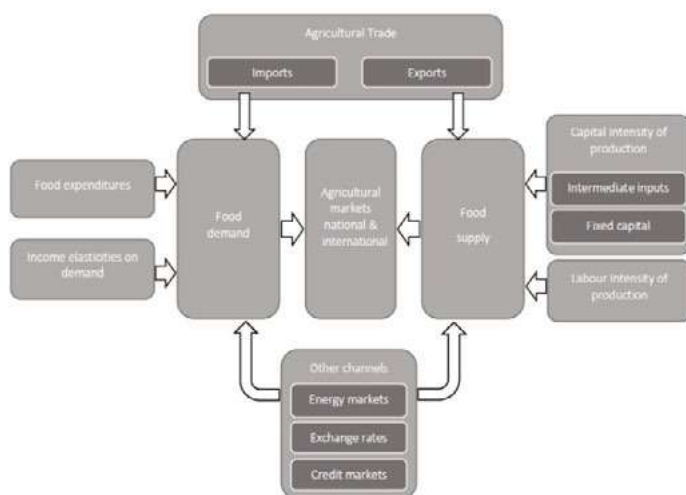 Agricultural Trade
Imports
Exports
Food expenditures
Income elasticities on
demand
Food
demand
Agricultural
markets
national &
international
Food
supply
Capital intensity of
production
Intermediate inputs
Fixed capital
Labour intensity of
production
Other channels
Energy markets
Exchange rates
Credit markets